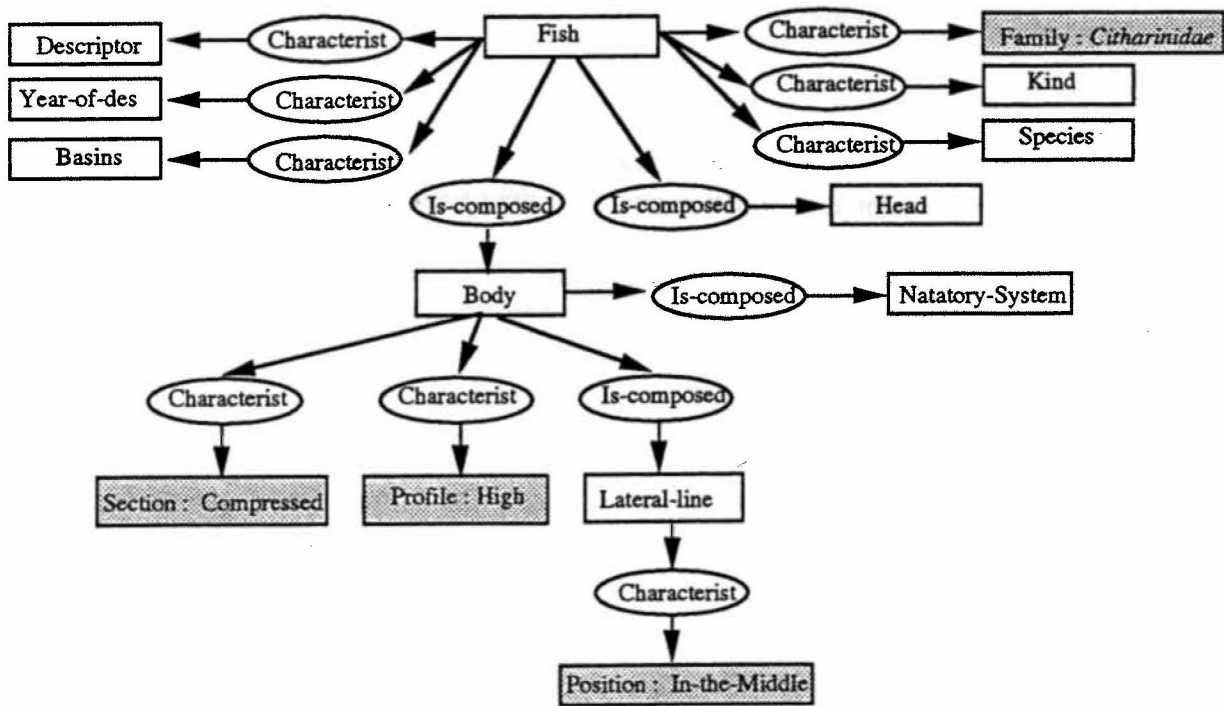 Descriptor
Characterist
Fish
Characterist
Family : Citharinidae
Year-of-des
Characterist
Characterist
Kind
Basins
Characterist
Characterist
Species
Is-composed
Is-composed
Head
Body
Is-composed
Natatory-System
Characterist
Characterist
Is-composed
Section : Compressed
Profile : High
Lateral-line
Characterist
Position : In-the-Middle